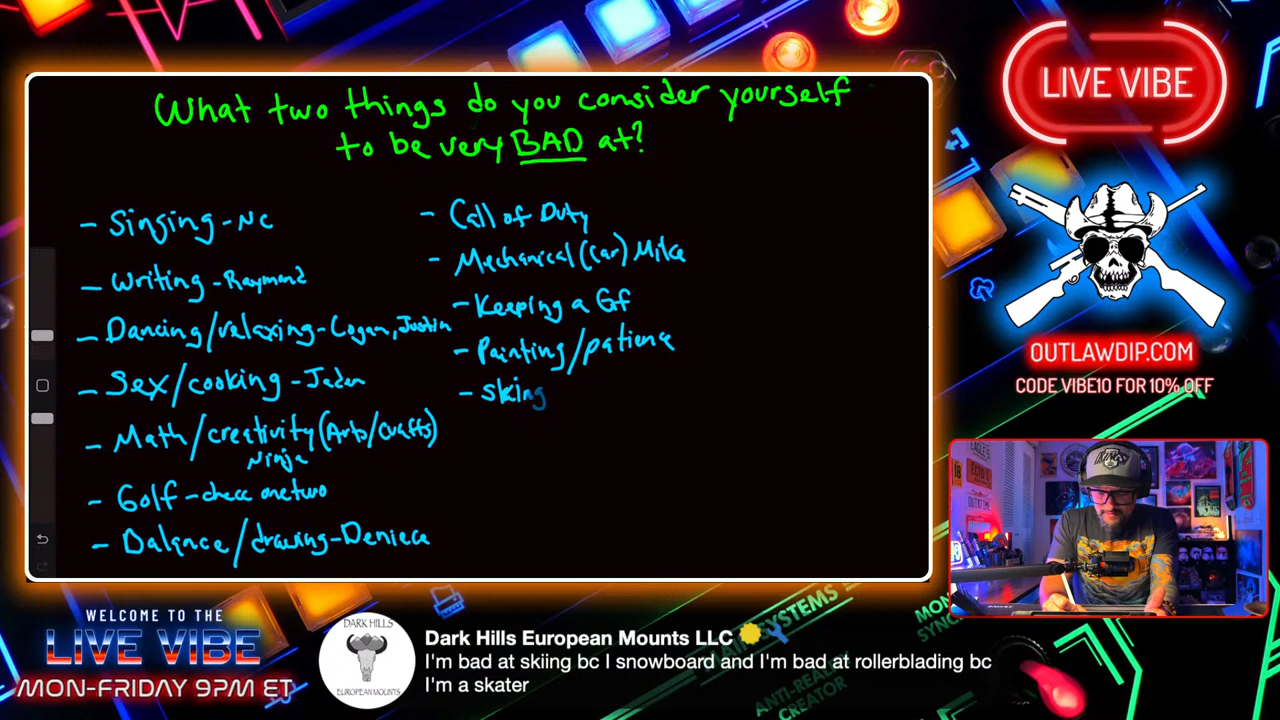 What two things do you consider yourself
to be very BAD at?
- Singing - NC
- Writing - Raymond
- Dancing/relaxing - Logan, Justin
- Sex/cooking - Jaden
- Math/creativity (Arts/crafts)
Ninja
- Golf - check onetwo
- Balance/drawing - Deniece
- Call of Duty
- Mechanical (car) Mike
- Keeping a Gf
- Painting/patience
- Skiing
LIVE VIBE
OUTLAWDIP.COM
CODE VIBE10 FOR 10% OFF
KINGS
WELCOME TO THE
LIVE VIBE
MON-FRIDAY 9PM ET
DARK HILLS
EUROPEAN MOUNTS
Dark Hills European Mounts LLC
I'm bad at skiing bc I snowboard and I'm bad at rollerblading bc
I'm a skater